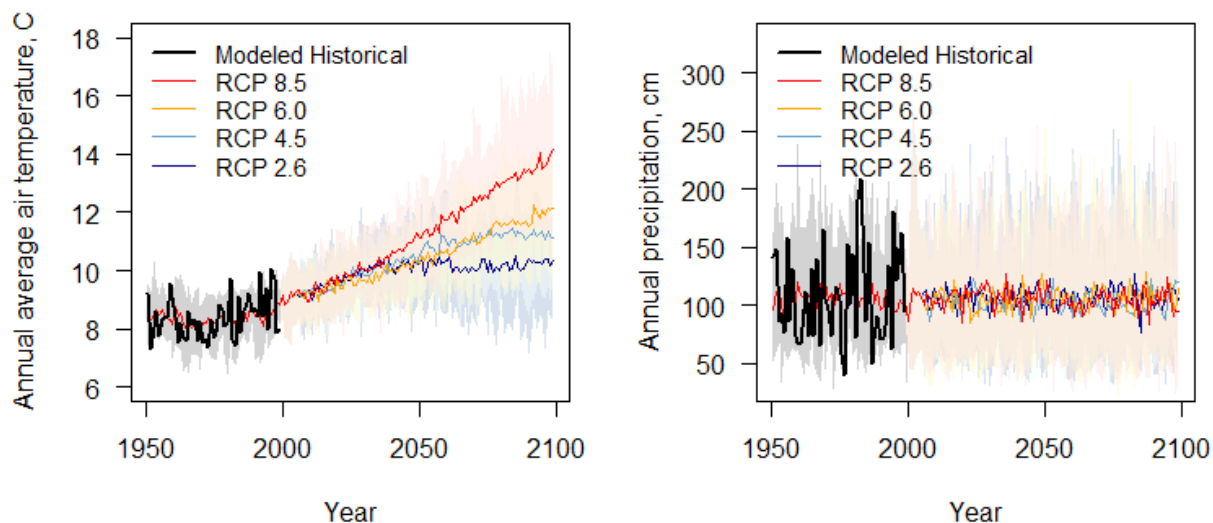 Annual average air temperature, C
18
16
14
12
10
8
6
Modeled Historical
RCP 8.5
RCP 6.0
RCP 4.5
RCP 2.6
1950
2000
2050
2100
Year
Annual precipitation, cm
300
250
200
150
100
50
Modeled Historical
RCP 8.5
RCP 6.0
RCP 4.5
RCP 2.6
1950
2000
2050
2100
Year